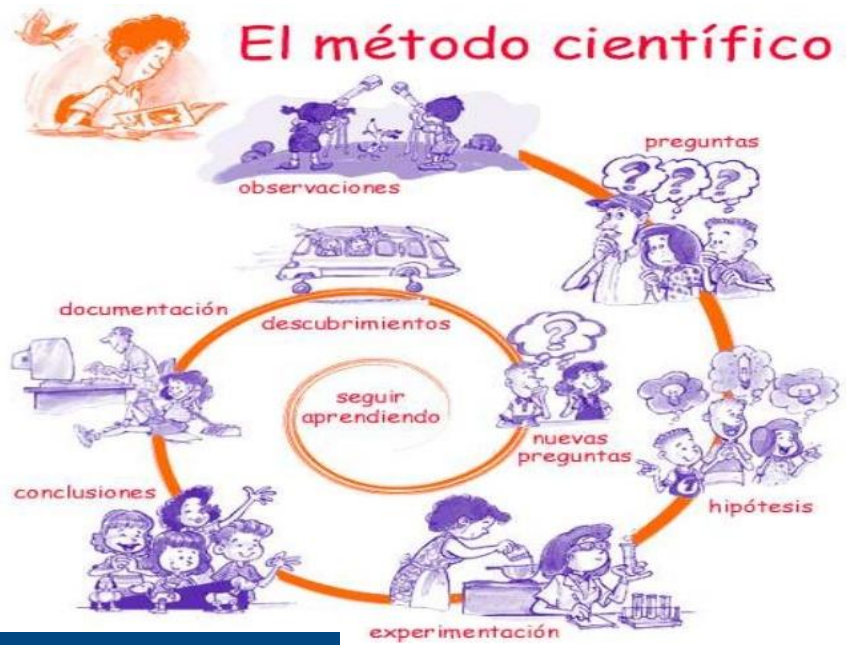 El método científico
observaciones
preguntas
hipótesis
experimentación
conclusiones
documentación
descubrimientos
nuevas
preguntas
seguir
aprendiendo